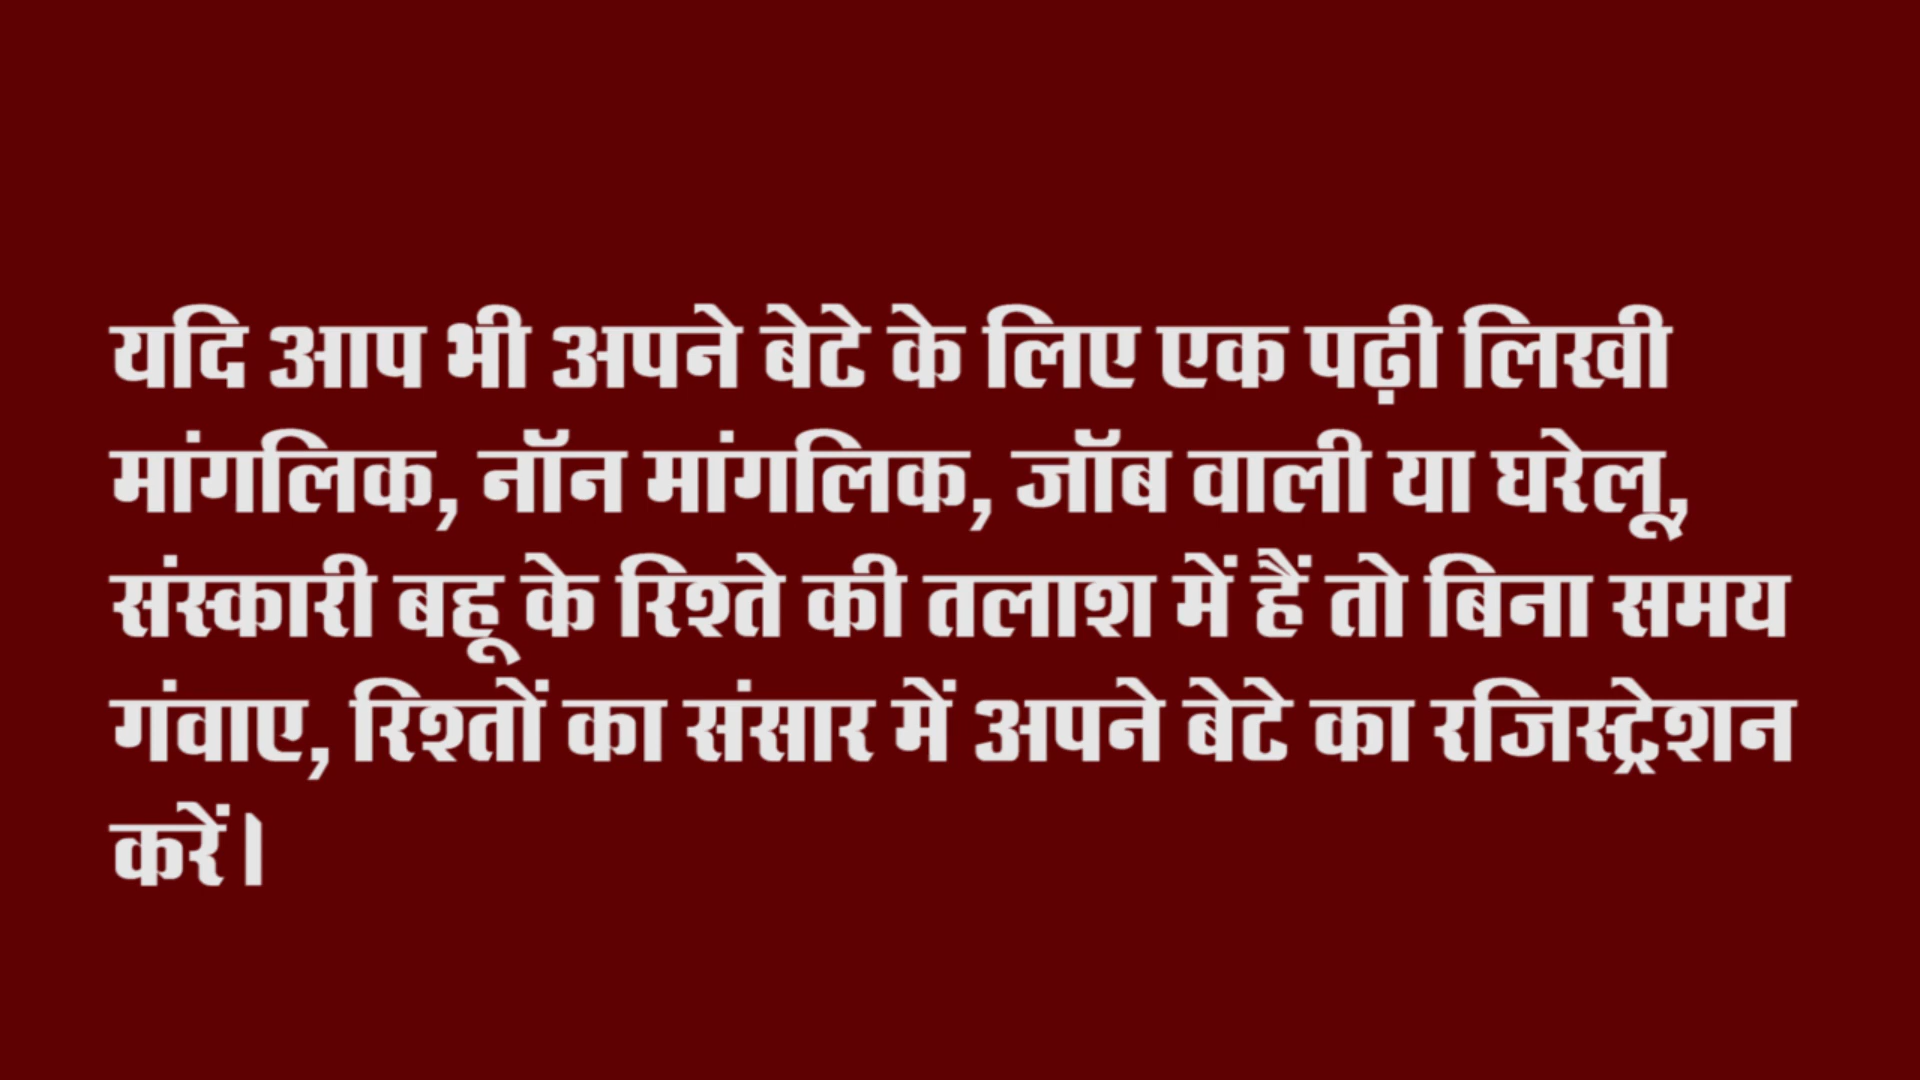 यदि आप भी अपने बेटे के लिए एक पढ़ी लिखी
मांगलिक, नॉन मांगलिक, जॉब वाली या घरेलू,
संस्कारी बहू के रिश्ते की तलाश में हैं तो बिना समय
गंवाए, रिश्तों का संसार में अपने बेटे का रजिस्ट्रेशन
करें।